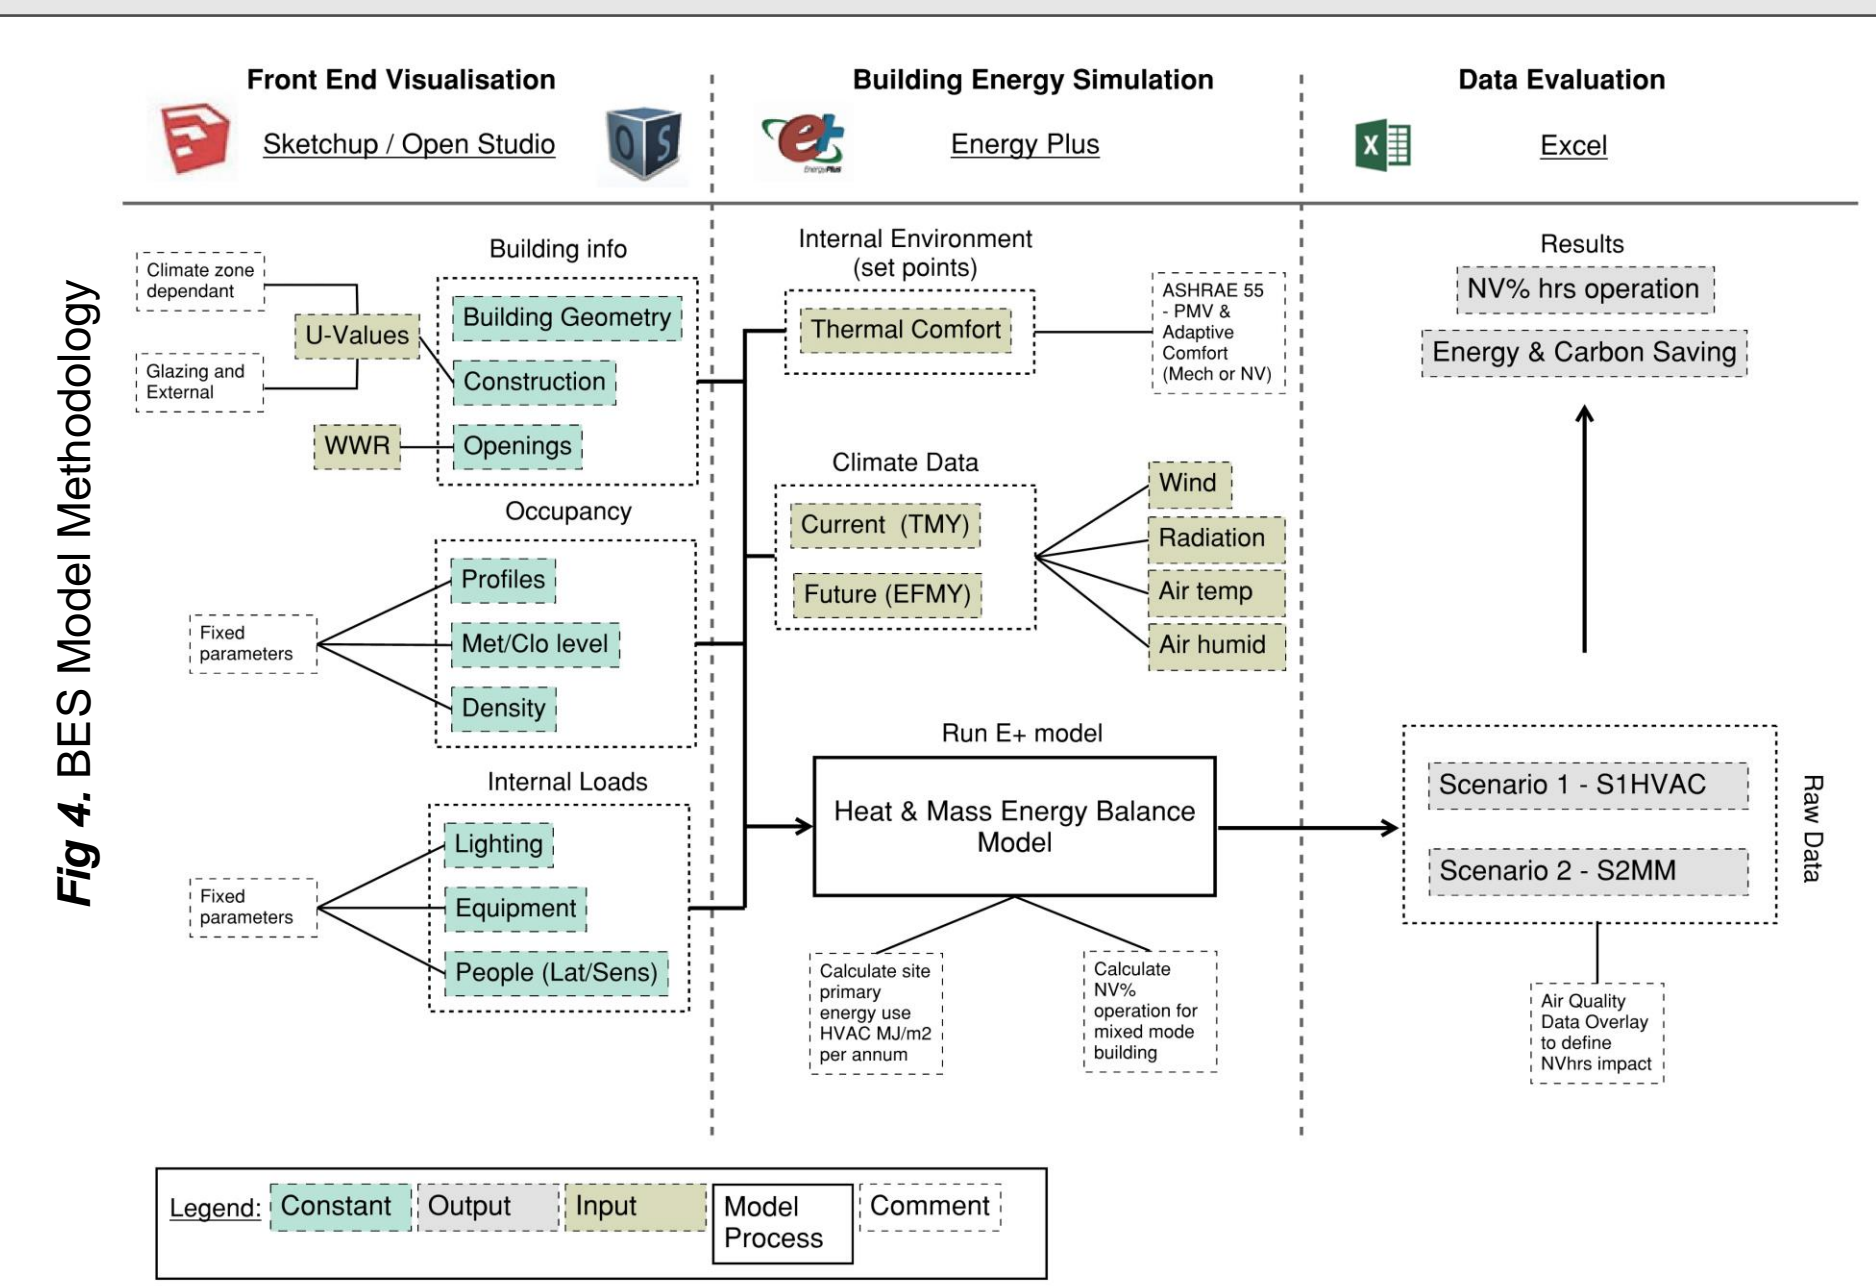 Fig 4. BES Model Methodology
Front End Visualisation
Sketchup / Open Studio
O S
Building Energy Simulation
e+
EnergyPlus
Energy Plus
Data Evaluation
X
Excel
Building info
Climate zone
dependant
U-Values
Glazing and
External
WWR
Building Geometry
Construction
Openings
Occupancy
Fixed
parameters
Profiles
Met/Clo level
Density
Internal Loads
Fixed
parameters
Lighting
Equipment
People (Lat/Sens)
Internal Environment
(set points)
Thermal Comfort
ASHRAE 55
- PMV &
Adaptive
Comfort
(Mech or NV)
Climate Data
Current (TMY)
Future (EFMY)
Wind
Radiation
Air temp
Air humid
Run E+ model
Heat & Mass Energy Balance
Model
Calculate site
primary
energy use
HVAC MJ/m2
per annum
Calculate
NV%
operation for
mixed mode
building
Results
NV% hrs operation
Energy & Carbon Saving
Scenario 1 - S1HVAC
Scenario 2 - S2MM
Raw Data
Air Quality
Data Overlay
to define
NVhrs impact
Legend:
Constant
Output
Input
Model
Process
Comment